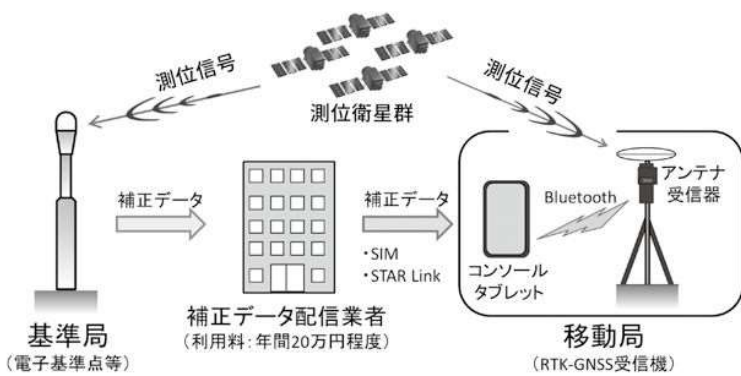 測位信号
測位信号
測位衛星群
補正データ
補正データ
・SIM
・STAR Link
Bluetooth
アンテナ
受信器
コンソール
タブレット
基準局
(電子基準点等)
補正データ配信業者
(利用料:年間20万円程度)
移動局
(RTK-GNSS受信機)